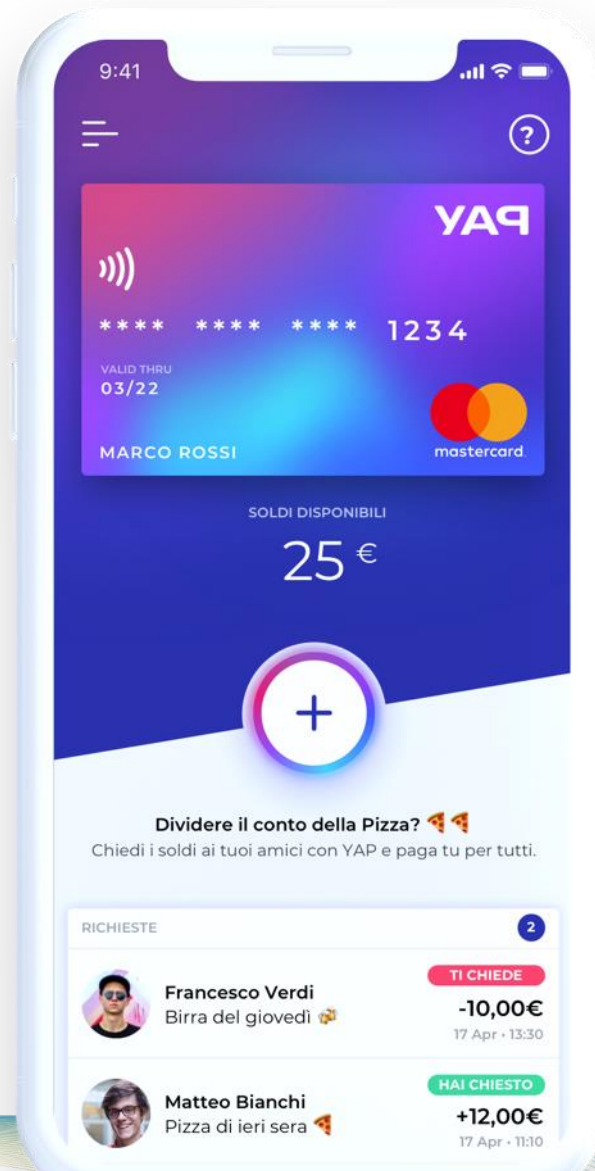 9:41
?
YAP
**** **** **** 1234
VALID THRU
03/22
MARCO ROSSI
mastercard.
SOLDI DISPONIBILI
25 €
+
Dividere il conto della Pizza? 🍕🍕
Chiedi i soldi ai tuoi amici con YAP e paga tu per tutti.
RICHIESTE 2
Francesco Verdi TI CHIEDE
Birra del giovedì 🍻 -10,00€
17 Apr • 13:30
Matteo Bianchi HAI CHIESTO
Pizza di ieri sera 🍕 +12,00€
17 Apr • 11:10